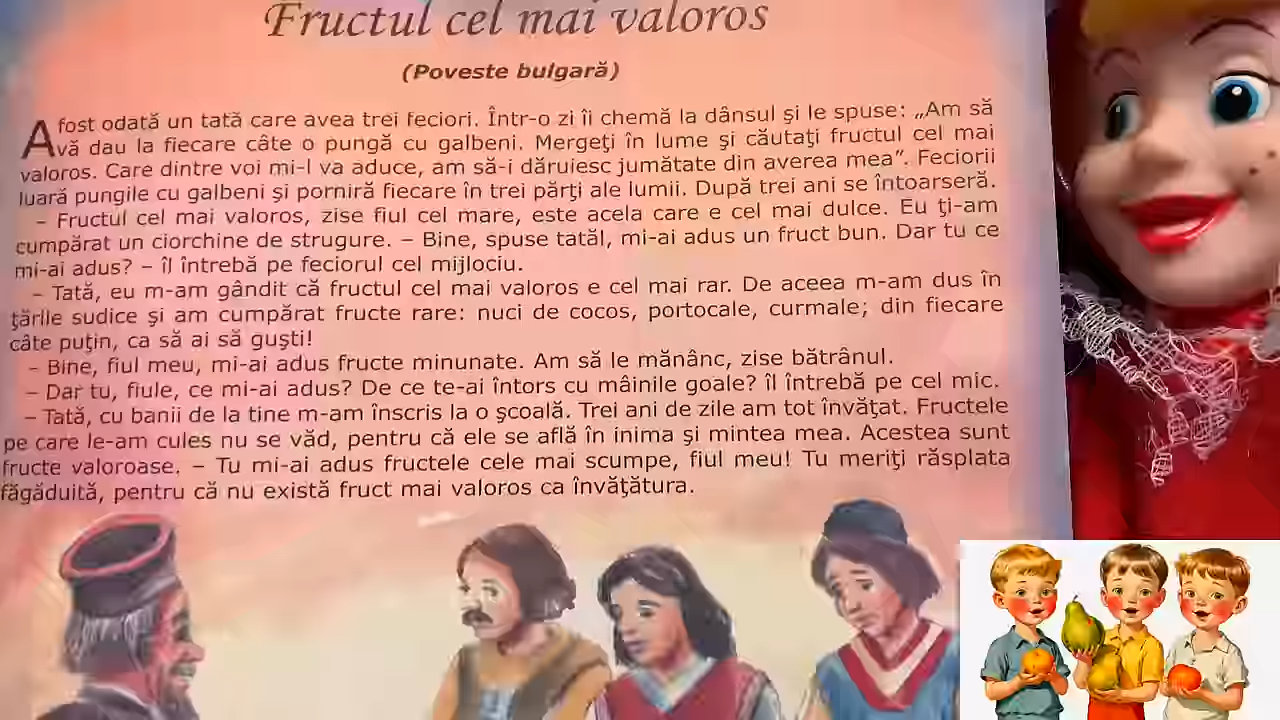 Fructul cel mai valoros
(Poveste bulgară)
A fost odată un tată care avea trei feciori. Într-o zi îi chemă la dânsul şi le spuse: „Am să
vă dau la fiecare câte o pungă cu galbeni. Mergeţi în lume şi căutaţi fructul cel mai
valoros. Care dintre voi mi-l va aduce, am să-i dăruiesc jumătate din averea mea”. Feciorii
luară pungile cu galbeni şi porniră fiecare în trei părţi ale lumii. După trei ani se întoarseră.
– Fructul cel mai valoros, zise fiul cel mare, este acela care e cel mai dulce. Eu ţi-am
cumpărat un ciorchine de strugure. – Bine, spuse tatăl, mi-ai adus un fruct bun. Dar tu ce
mi-ai adus? – îl întrebă pe feciorul cel mijlociu.
– Tată, eu m-am gândit că fructul cel mai valoros e cel mai rar. De aceea m-am dus în
ţările sudice şi am cumpărat fructe rare: nuci de cocos, portocale, curmale; din fiecare
câte puţin, ca să ai să guşti!
– Bine, fiul meu, mi-ai adus fructe minunate. Am să le mănânc, zise bătrânul.
– Dar tu, fiule, ce mi-ai adus? De ce te-ai întors cu mâinile goale? îl întrebă pe cel mic.
– Tată, cu banii de la tine m-am înscris la o şcoală. Trei ani de zile am tot învăţat. Fructele
pe care le-am cules nu se văd, pentru că ele se află în inima şi mintea mea. Acestea sunt
fructe valoroase. – Tu mi-ai adus fructele cele mai scumpe, fiul meu! Tu meriţi răsplata
făgăduită, pentru că nu există fruct mai valoros ca învăţătura.